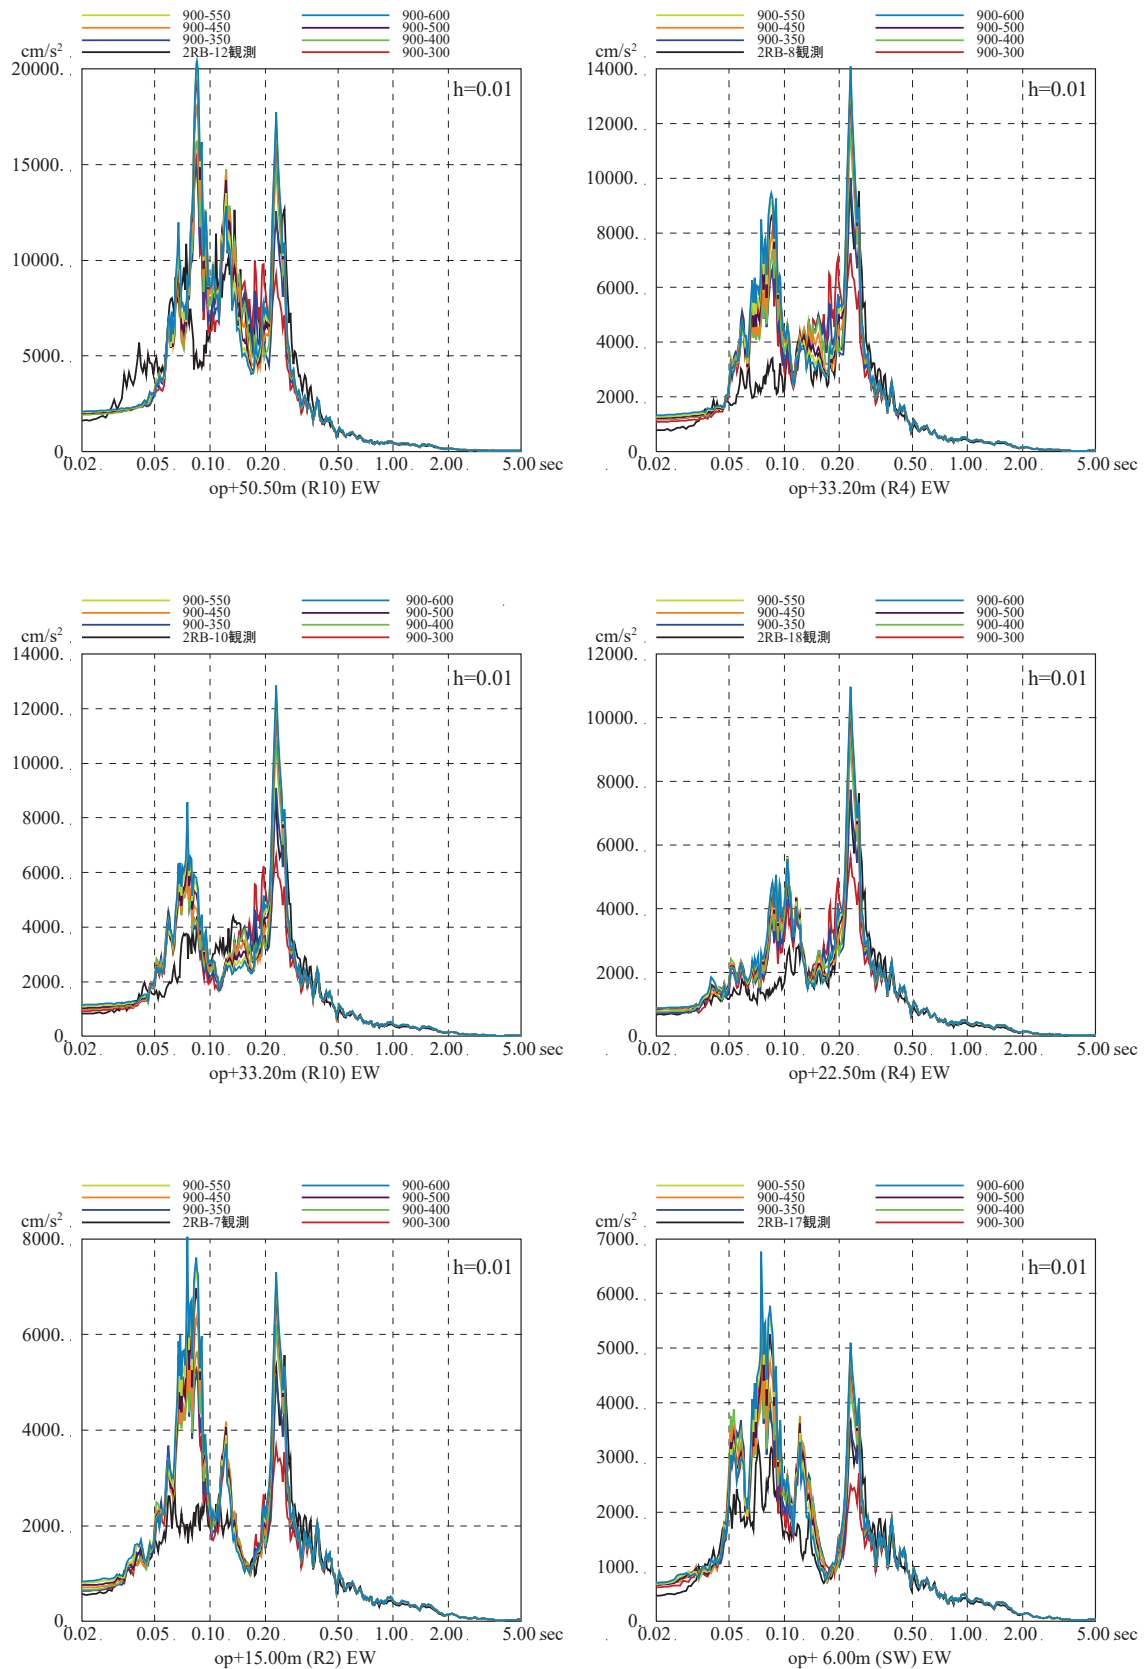 900-550 900-600
900-450 900-500
900-350 900-400
2RB-12観測 900-300
cm/s²
h=0.01
20000.
15000.
10000.
5000.
0.
0.02 0.05 0.10 0.20 0.50 1.00 2.00 5.00 sec
op+50.50m (R10) EW
900-550 900-600
900-450 900-500
900-350 900-400
2RB-8観測 900-300
cm/s²
h=0.01
14000.
12000.
10000.
8000.
6000.
4000.
2000.
0.
0.02 0.05 0.10 0.20 0.50 1.00 2.00 5.00 sec
op+33.20m (R4) EW
900-550 900-600
900-450 900-500
900-350 900-400
2RB-10観測 900-300
cm/s²
h=0.01
14000.
12000.
10000.
8000.
6000.
4000.
2000.
0.
0.02 0.05 0.10 0.20 0.50 1.00 2.00 5.00 sec
op+33.20m (R10) EW
900-550 900-600
900-450 900-500
900-350 900-400
2RB-18観測 900-300
cm/s²
h=0.01
12000.
10000.
8000.
6000.
4000.
2000.
0.
0.02 0.05 0.10 0.20 0.50 1.00 2.00 5.00 sec
op+22.50m (R4) EW
900-550 900-600
900-450 900-500
900-350 900-400
2RB-7観測 900-300
cm/s²
h=0.01
8000.
6000.
4000.
2000.
0.
0.02 0.05 0.10 0.20 0.50 1.00 2.00 5.00 sec
op+15.00m (R2) EW
900-550 900-600
900-450 900-500
900-350 900-400
2RB-17観測 900-300
cm/s²
h=0.01
7000.
6000.
5000.
4000.
3000.
2000.
1000.
0.
0.02 0.05 0.10 0.20 0.50 1.00 2.00 5.00 sec
op+ 6.00m (SW) EW